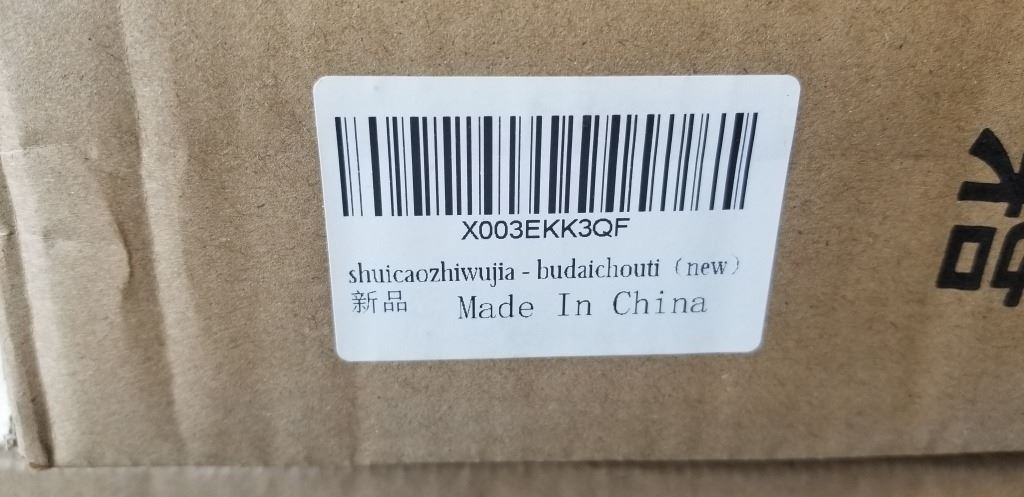 X003EKK3QF
shuicaozhiwujia - budaichouti（new）
新品 Made In China